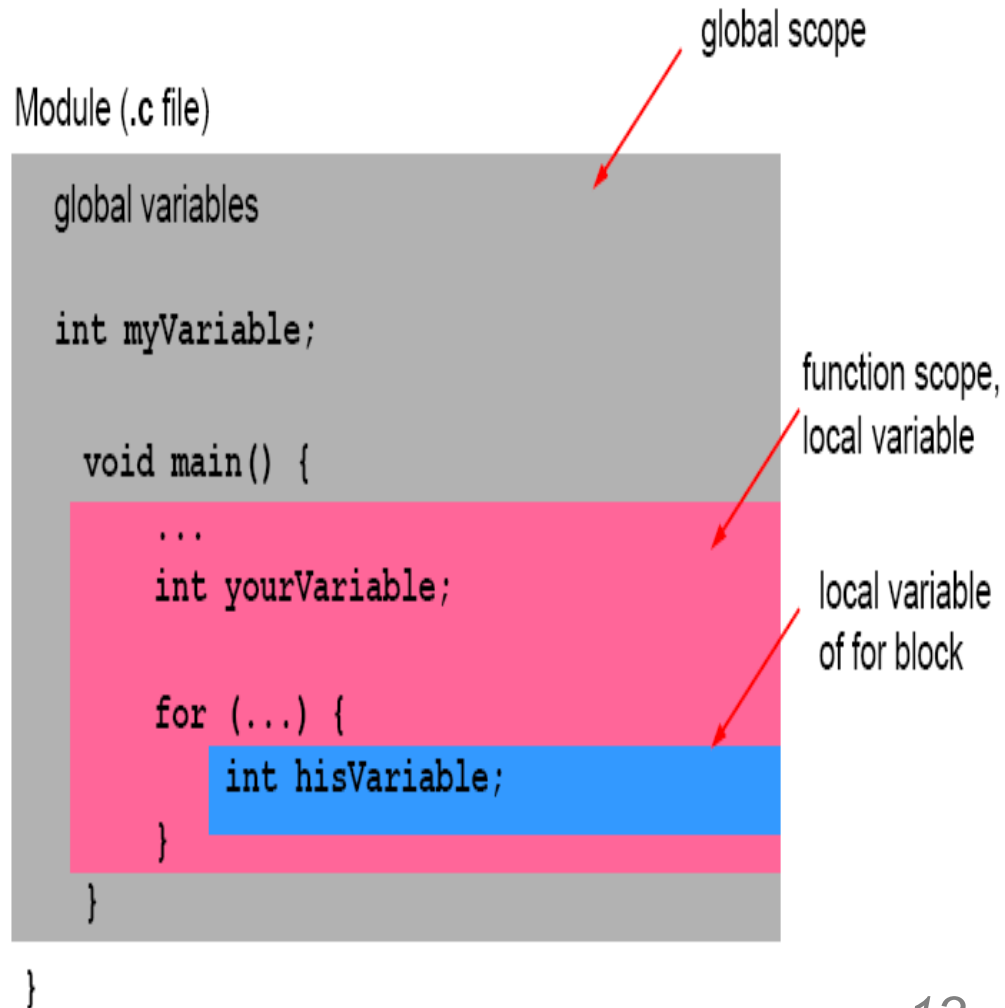 global scope
Module (.c file)
global variables
int myVariable;
function scope,
local variable
void main() {
...
int yourVariable;
local variable
of for block
for (...) {
int hisVariable;
}
}
}